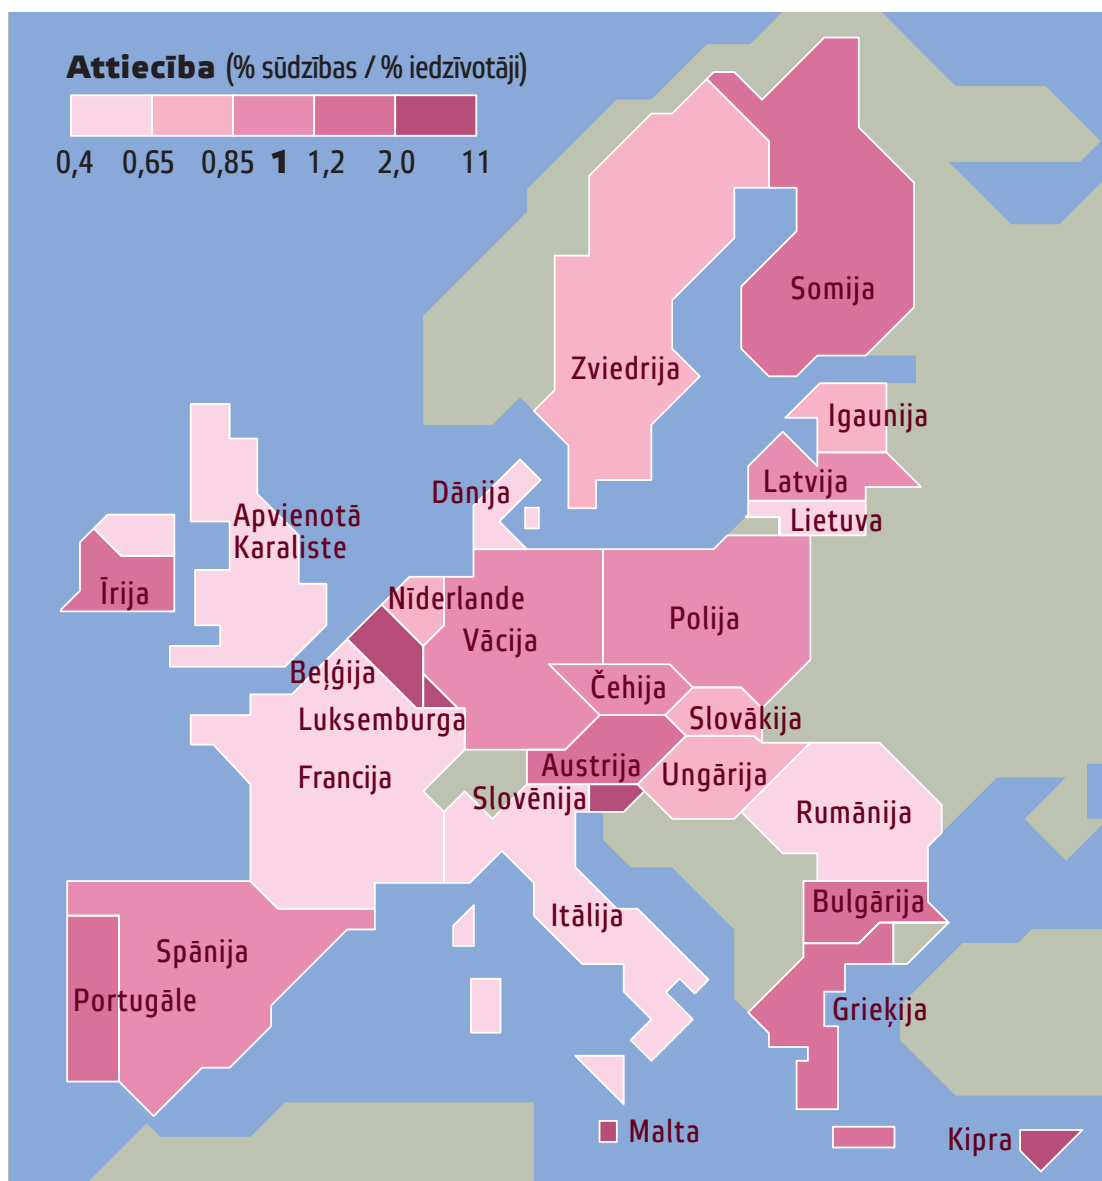 Attiecība (% sūdzības / % iedzīvotāji)
0,4 0,65 0,85 1 1,2 2,0 11
Somija
Zviedrija
Igaunija
Latvija
Lietuva
Dānija
Apvienotā
Karaliste
Īrija
Nīderlande
Vācija
Polija
Beļģija
Čehija
Luksemburga
Slovākija
Francija
Austrija
Ungārija
Slovēnija
Rumānija
Bulgārija
Itālija
Spānija
Portugāle
Grieķija
Malta
Kipra